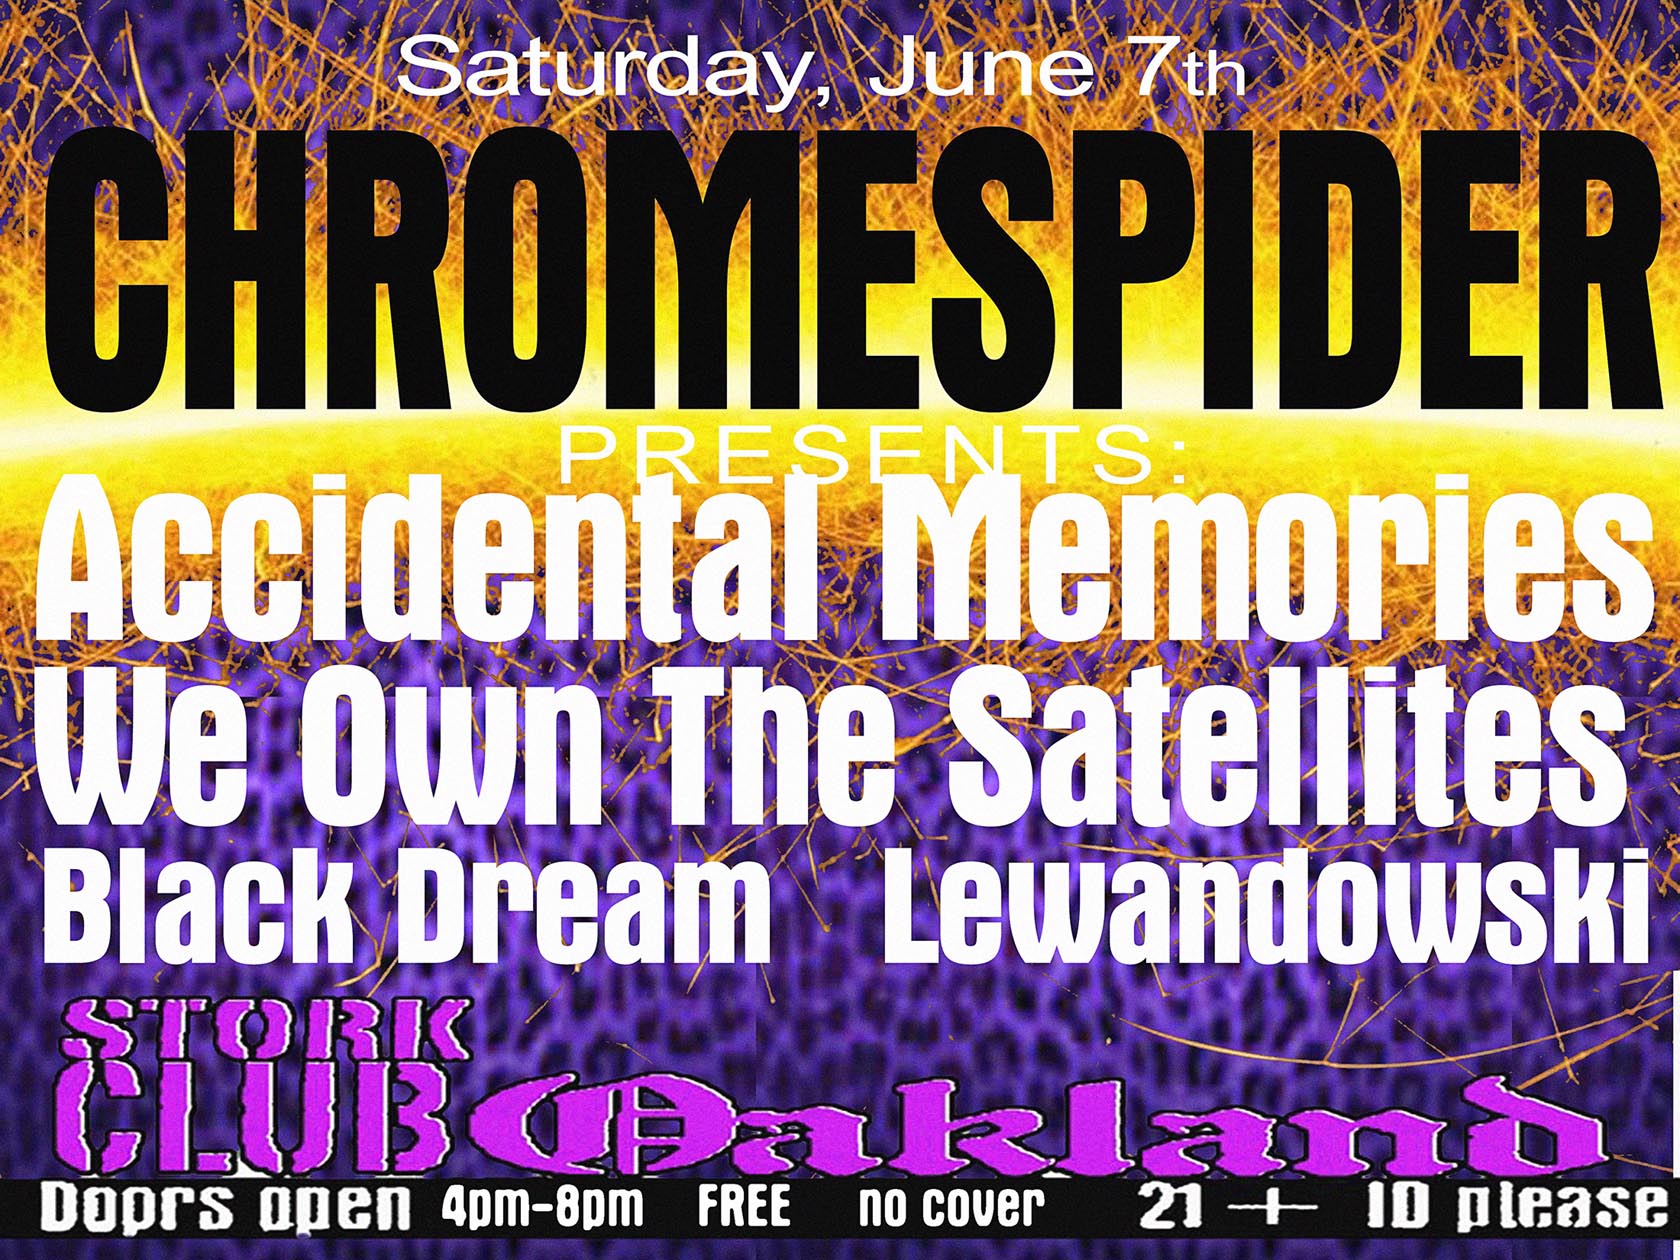 Saturday, June 7th
CHROMESPIDER
PRESENTS:
Accidental Memories
We Own The Satellites
Black Dream Lewandowski
STORK
CLUB Oakland
Doors open 4pm-8pm FREE no cover 21 + ID please